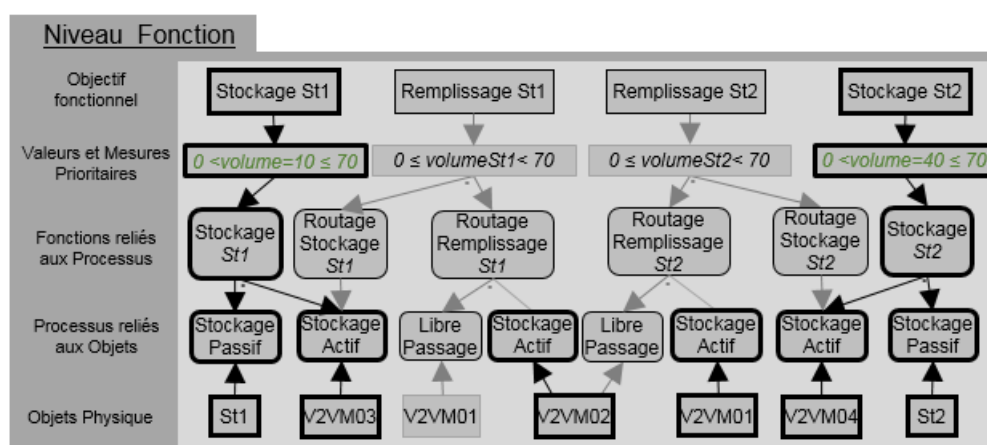 Niveau Fonction
Objectif
fonctionnel
Stockage St1
Remplissage St1
Remplissage St2
Stockage St2
Valeurs et Mesures
Prioritaires
0 <volume=10 ≤ 70
0 ≤ volumeSt1< 70
0 ≤ volumeSt2< 70
0 <volume=40 ≤ 70
Fonctions reliés
aux Processus
Stockage
St1
Routage
Stockage
St1
Routage
Remplissage
St1
Routage
Remplissage
St2
Routage
Stockage
St2
Stockage
St2
Processus reliés
aux Objets
Stockage
Passif
Stockage
Actif
Libre
Passage
Stockage
Actif
Libre
Passage
Stockage
Actif
Stockage
Actif
Stockage
Passif
Objets Physique
St1
V2VM03
V2VM01
V2VM02
V2VM01
V2VM04
St2